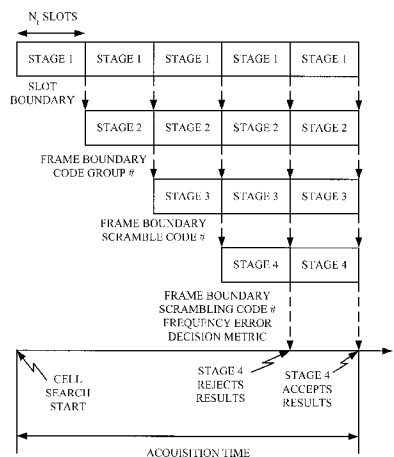 Nt SLOTS
STAGE 1 STAGE 1 STAGE 1 STAGE 1 STAGE 1
SLOT
BOUNDARY
STAGE 2 STAGE 2 STAGE 2 STAGE 2
FRAME BOUNDARY
CODE GROUP #
STAGE 3 STAGE 3 STAGE 3
FRAME BOUNDARY
SCRAMBLE CODE #
STAGE 4 STAGE 4
FRAME BOUNDARY
SCRAMBLING CODE #
FREQUENCY ERROR
DECISION METRIC
CELL
SEARCH
START
STAGE 4
REJECTS
RESULTS
STAGE 4
ACCEPTS
RESULTS
ACQUISITION TIME